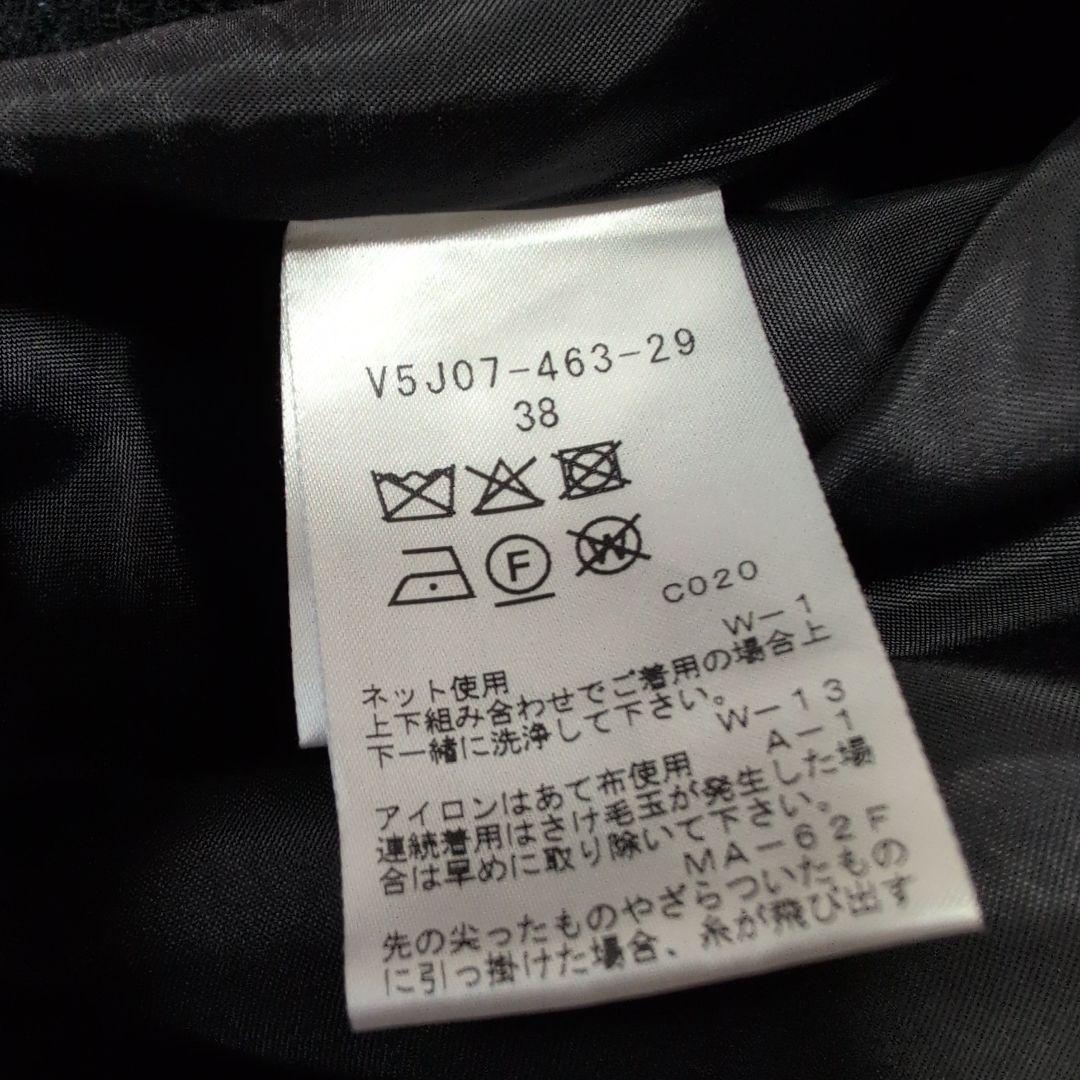 V5J07-463-29
38
F
W
C020
W-1
ネット使用
上下組み合わせでご着用の場合上
下一緒に洗浄して下さい。
W-13
A-1
アイロンはあて布使用
連続着用はさけ毛玉が発生した場
合は早めに取り除いて下さい。
MA-62F
先の尖ったものやざらついたもの
に引っ掛けた場合、糸が飛び出す